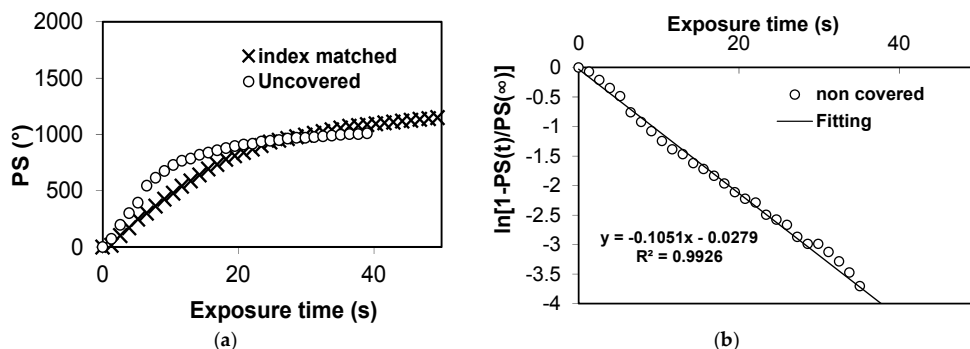 2000
1500
1000
500
0
PS (°)
index matched
Uncovered
0
20
40
Exposure time (s)
(a)
Exposure time (s)
0
20
40
0
-0.5
-1
-1.5
-2
-2.5
-3
-3.5
-4
ln[1-PS(t)/PS(∞)]
non covered
Fitting
y = -0.1051x - 0.0279
R² = 0.9926
(b)